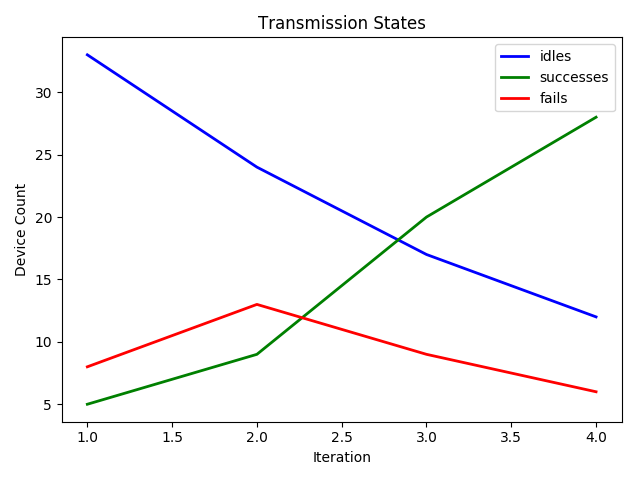 Transmission States
idles
successes
fails
Device Count
30
25
20
15
10
5
1.0 1.5 2.0 2.5 3.0 3.5 4.0
Iteration